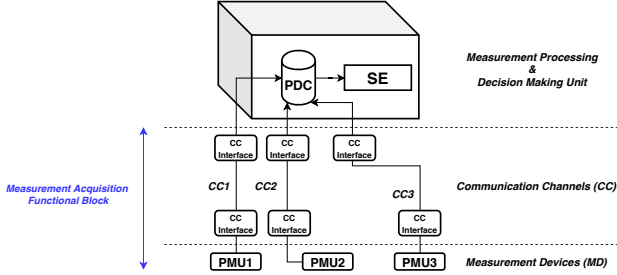 Measurement Processing
&
Decision Making Unit
PDC
SE
CC
Interface
CC
Interface
CC
Interface
Measurement Acquisition
Functional Block
CC1
CC2
CC3
Communication Channels (CC)
CC
Interface
CC
Interface
CC
Interface
PMU1
PMU2
PMU3
Measurement Devices (MD)